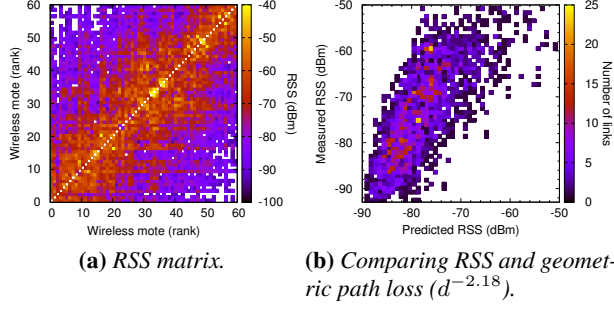 60
50
40
30
20
10
0
0 10 20 30 40 50 60
Wireless mote (rank)
Wireless mote (rank)
-40
-50
-60
-70
-80
-90
-100
RSS (dBm)
(a) RSS matrix.
-50
-60
-70
-80
-90
-90 -80 -70 -60 -50
Predicted RSS (dBm)
Measured RSS (dBm)
25
20
15
10
5
0
Number of links
(b) Comparing RSS and geomet-
ric path loss (d^{-2.18}).